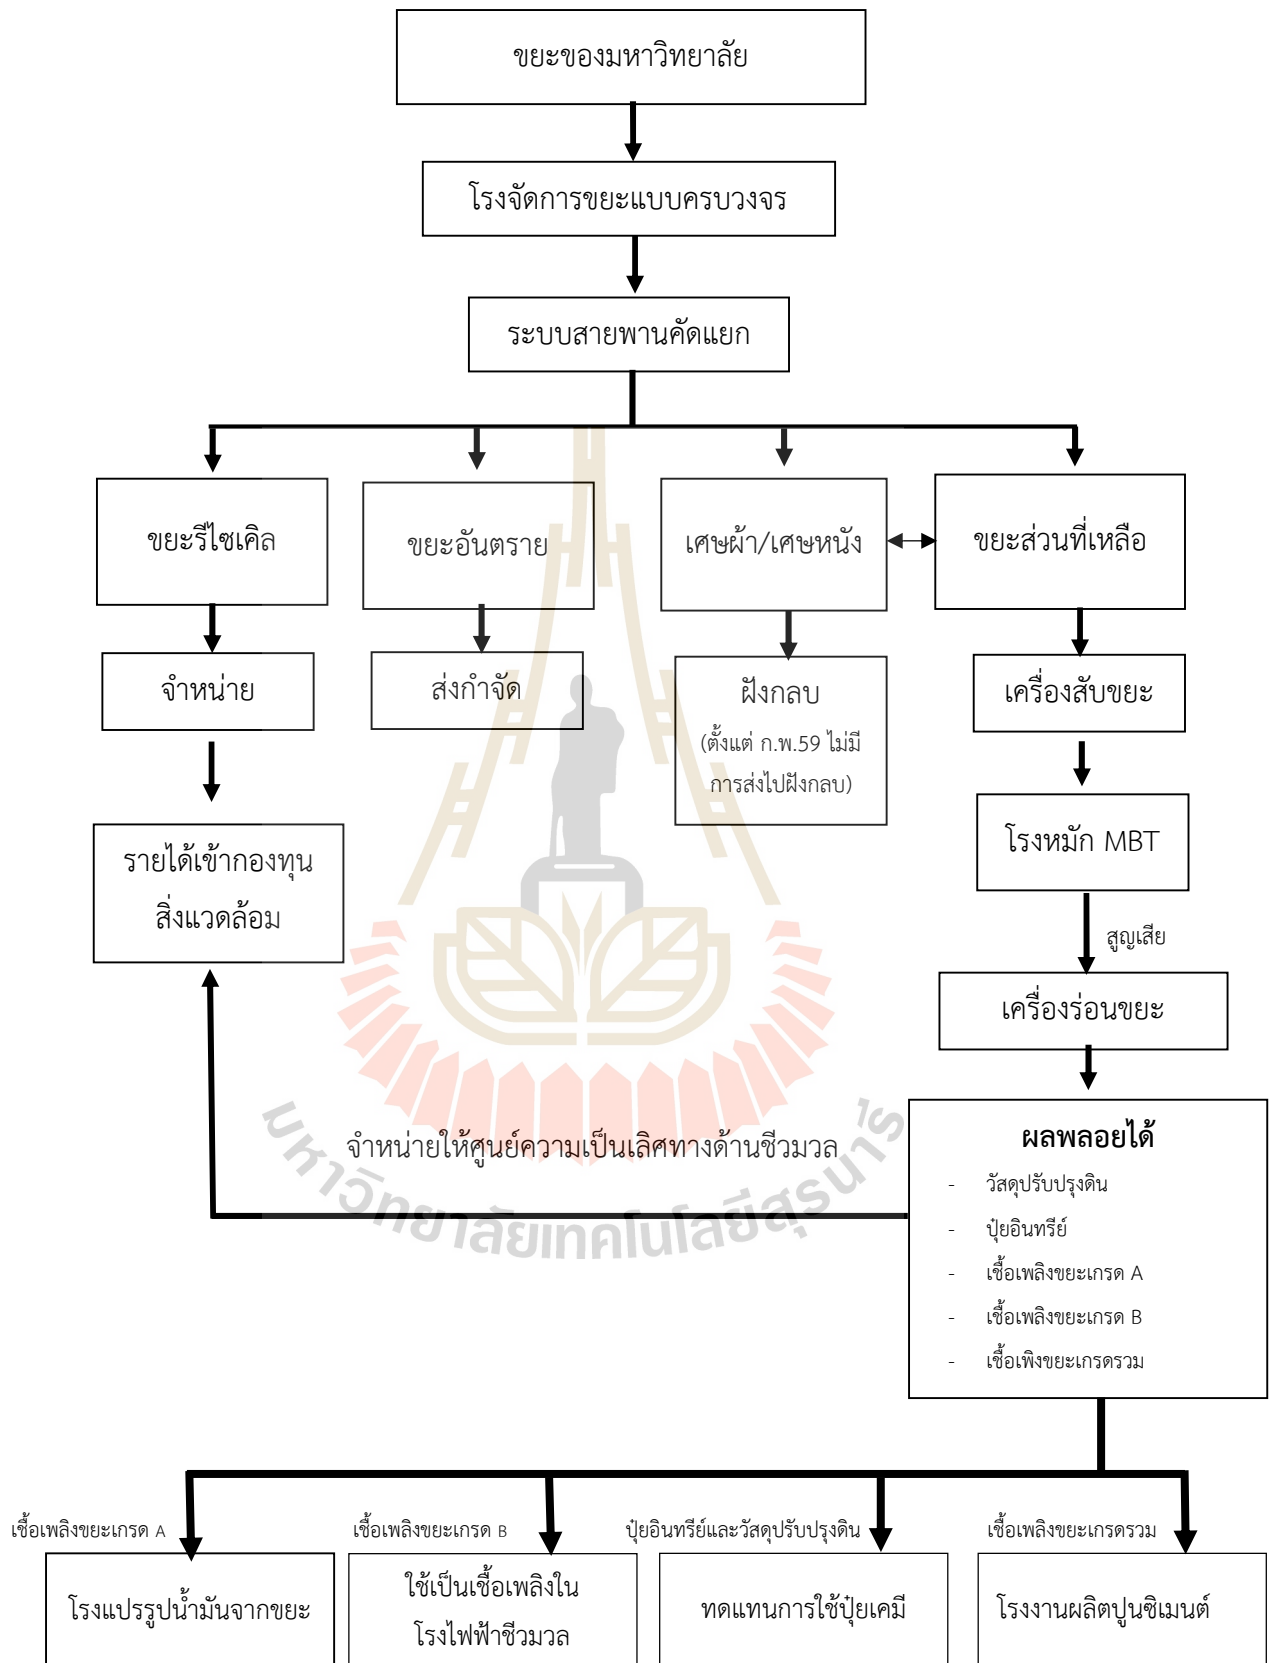 ขยะของมหาวิทยาลัย
โรงจัดการขยะแบบครบวงจร
ระบบสายพานคัดแยก
ขยะรีไซเคิล
ขยะอันตราย
เศษผ้า/เศษหนัง
ขยะส่วนที่เหลือ
จำหน่าย
ส่งกำจัด
ฝังกลบ
(ตั้งแต่ ก.พ.59 ไม่มี
การส่งไปฝังกลบ)
เครื่องสับขยะ
รายได้เข้ากองทุน
สิ่งแวดล้อม
โรงหมัก MBT
สูญเสีย
เครื่องร่อนขยะ
จำหน่ายให้ศูนย์ความเป็นเลิศทางด้านชีวมวล
มหาวิทยาลัยเทคโนโลยีสุรนารี
ผลพลอยได้
- วัสดุปรับปรุงดิน
- ปุ๋ยอินทรีย์
- เชื้อเพลิงขยะเกรด A
- เชื้อเพลิงขยะเกรด B
- เชื้อเพิงขยะเกรดรวม
เชื้อเพลิงขยะเกรด A
เชื้อเพลิงขยะเกรด B
ปุ๋ยอินทรีย์และวัสดุปรับปรุงดิน
เชื้อเพลิงขยะเกรดรวม
โรงแปรรูปน้ำมันจากขยะ
ใช้เป็นเชื้อเพลิงใน
โรงไฟฟ้าชีวมวล
ทดแทนการใช้ปุ๋ยเคมี
โรงงานผลิตปูนซิเมนต์